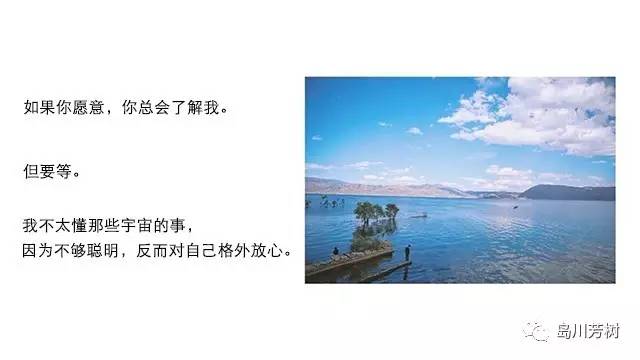 如果你愿意，你总会了解我。
但要等。
我不太懂那些宇宙的事，
因为不够聪明，反而对自己格外放心。
岛川芳树